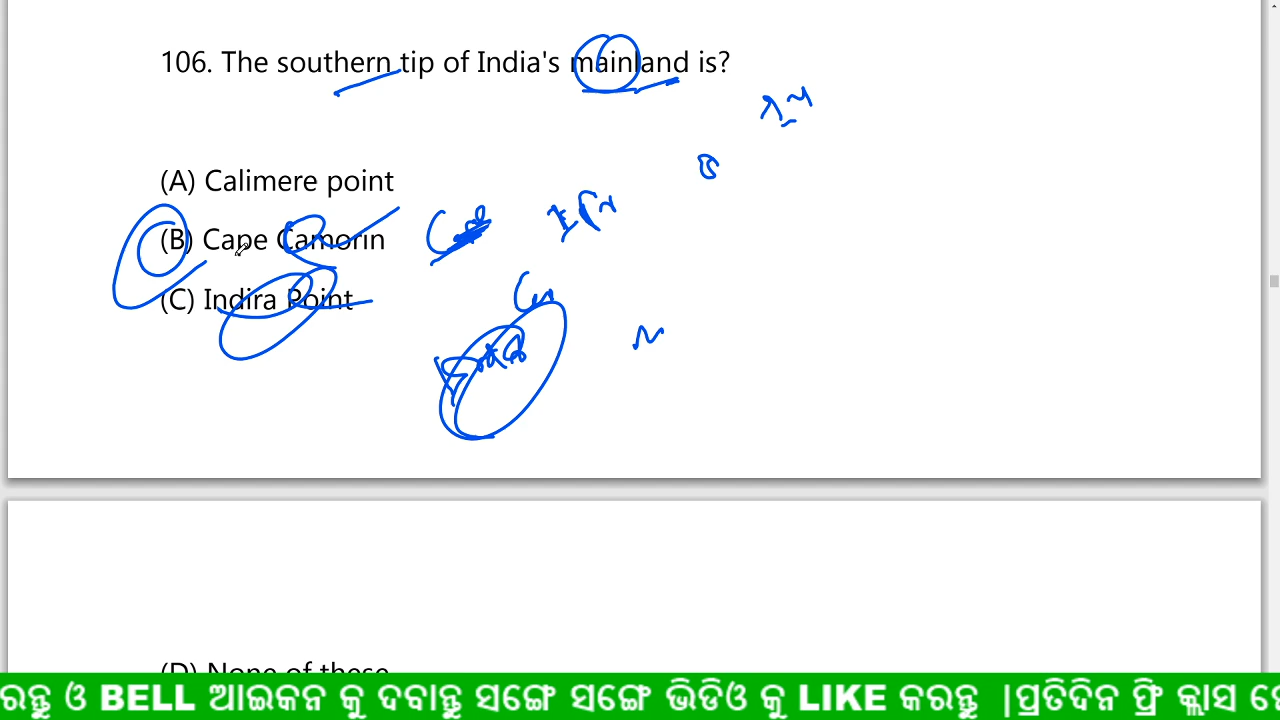 106. The southern tip of India's mainland is?
(A) Calimere point
(B) Cape Camorin
(C) Indira Point
(D) None of these
ରନ୍ତୁ ଓ BELL ଆଇକନ କୁ ଦବାନ୍ତୁ ସଙ୍ଗେ ସଙ୍ଗେ ଭିଡିଓ କୁ LIKE କରନ୍ତୁ ।ପ୍ରତିଦିନ ଫ୍ରି କ୍ଲାସ